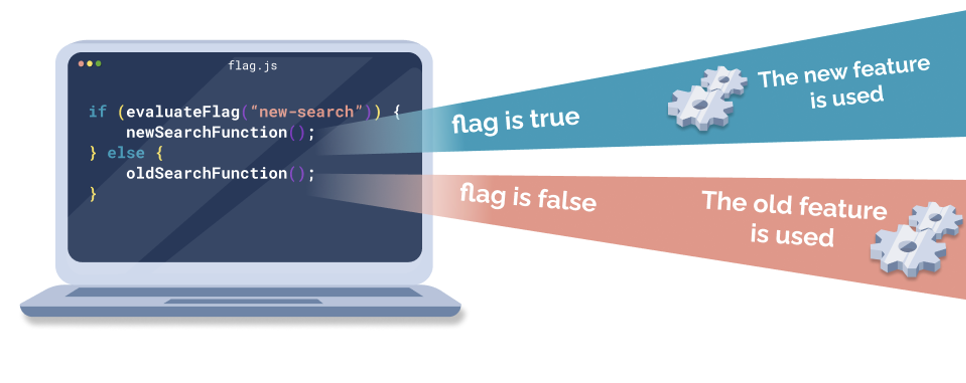 flag.js
if (evaluateFlag(“new-search”)) {
newSearchFunction();
} else {
oldSearchFunction();
}
flag is true
The new feature
is used
flag is false
The old feature
is used